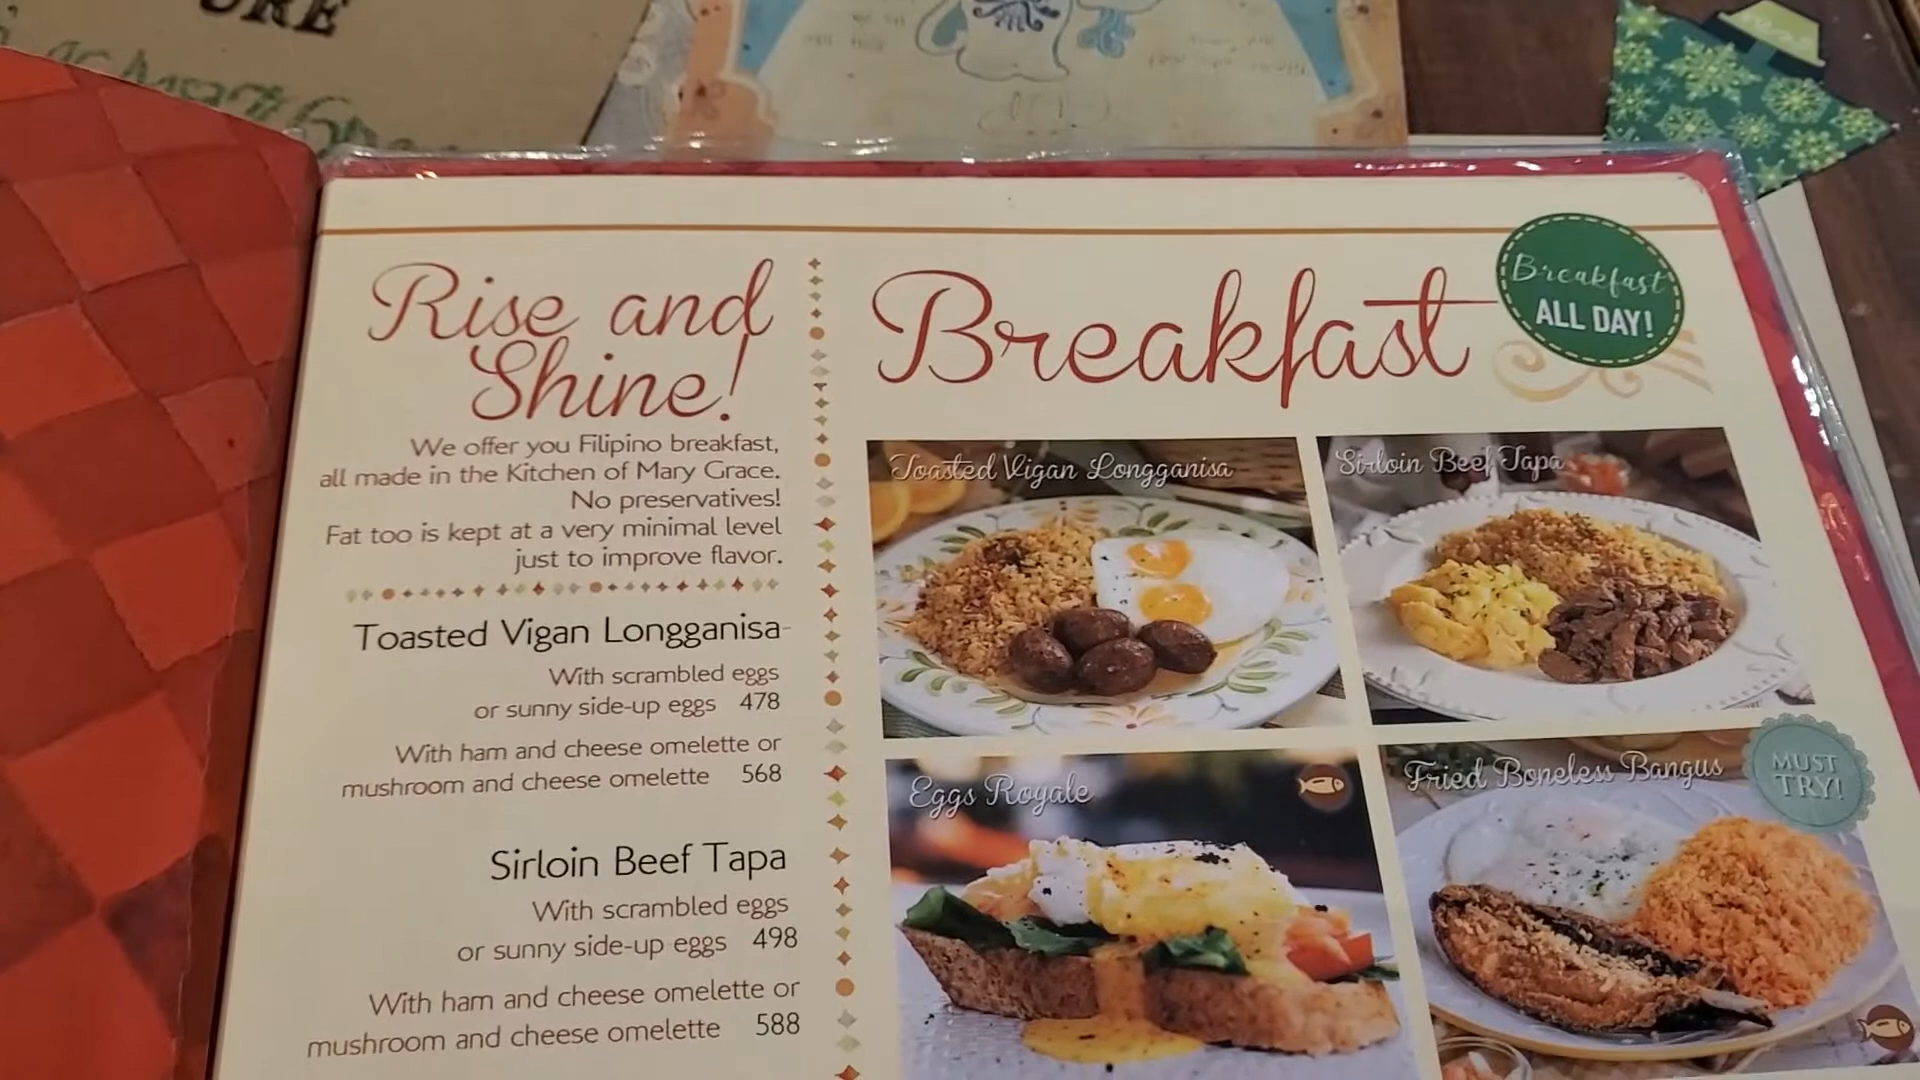 URE
Rise and
Shine!
We offer you Filipino breakfast,
all made in the Kitchen of Mary Grace.
No preservatives!
Fat too is kept at a very minimal level
just to improve flavor.
Toasted Vigan Longganisa
With scrambled eggs
or sunny side-up eggs 478
With ham and cheese omelette or
mushroom and cheese omelette 568
Sirloin Beef Tapa
With scrambled eggs
or sunny side-up eggs 498
With ham and cheese omelette or
mushroom and cheese omelette 588
Breakfast
Breakfast
ALL DAY!
Toasted Vigan Longganisa
Sirloin Beef Tapa
Eggs Royale
Fried Boneless Bangus
MUST
TRY!